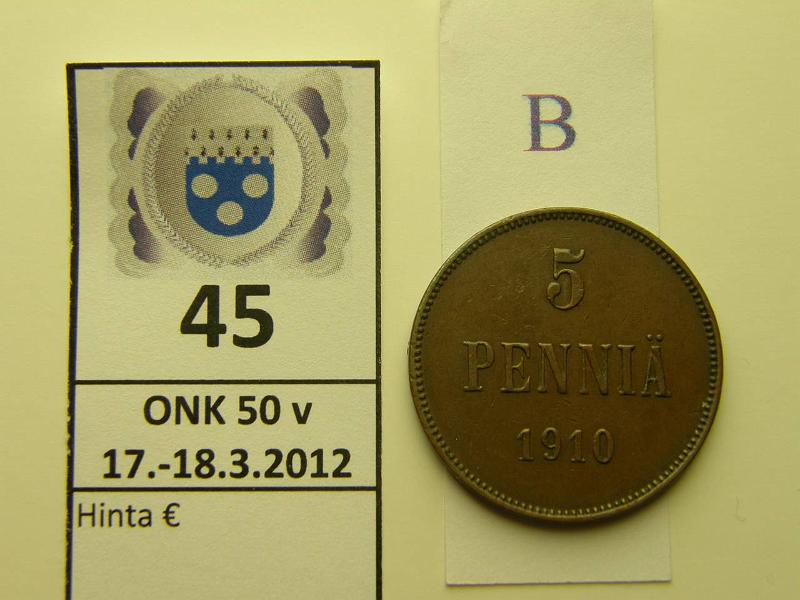 45
ONK 50 v
17.-18.3.2012
Hinta €
B
5
PENNIÄ
1910